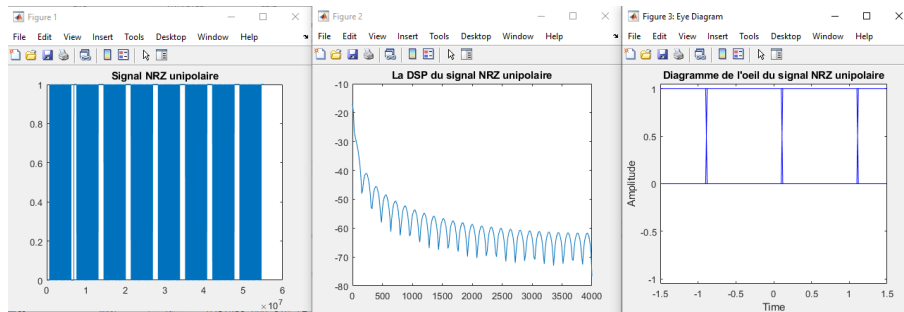 Figure 1
File Edit View Insert Tools Desktop Window Help
Signal NRZ unipolaire
1
0.8
0.6
0.4
0.2
0
0 1 2 3 4 5 6
×10^7
Figure 2
File Edit View Insert Tools Desktop Window Help
La DSP du signal NRZ unipolaire
-10
-20
-30
-40
-50
-60
-70
-80
0 500 1000 1500 2000 2500 3000 3500 4000
Figure 3: Eye Diagram
File Edit View Insert Tools Desktop Window Help
Diagramme de l'oeil du signal NRZ unipolaire
1
0.5
0
-0.5
-1
Amplitude
-1.5 -1 -0.5 0 0.5 1 1.5
Time